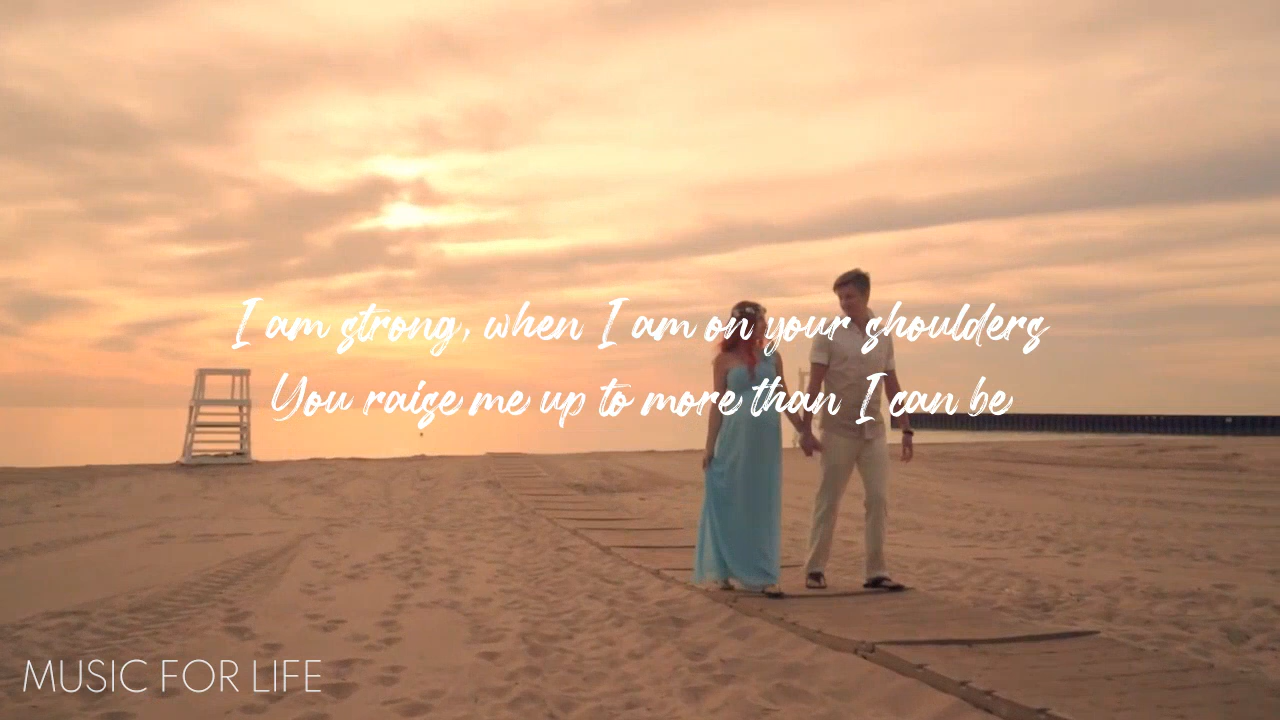 I am strong, when I am on your shoulders
You raise me up to more than I can be
MUSIC FOR LIFE